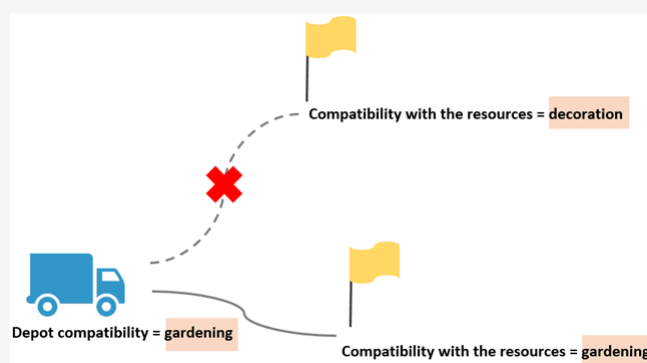 Compatibility with the resources = decoration
Depot compatibility = gardening
Compatibility with the resources = gardening